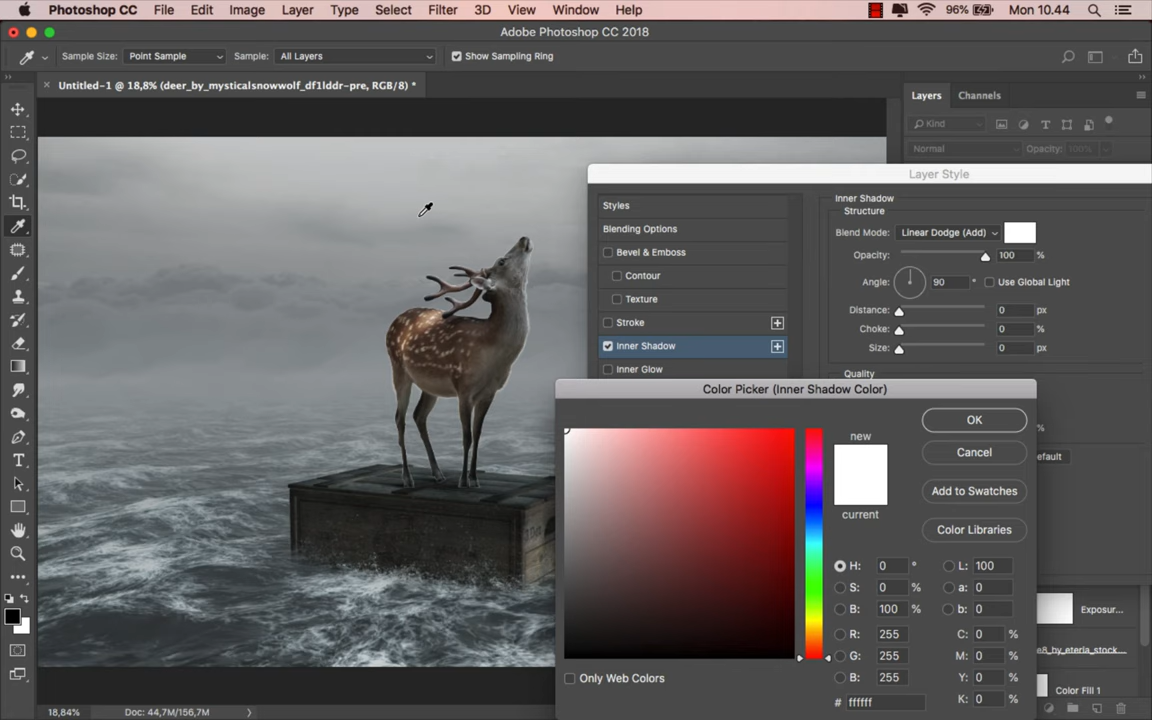 Photoshop CC File Edit Image Layer Type Select Filter 3D View Window Help 96% Mon 10.44
Adobe Photoshop CC 2018
Sample Size: Point Sample Sample: All Layers Show Sampling Ring
Untitled-1 @ 18,8% (deer_by_mysticalsnowwolf_df1lddr-pre, RGB/8) *
Layers Channels
Kind
Normal Opacity: 100%
Layer Style
Styles
Blending Options
Bevel & Emboss
Contour
Texture
Stroke
Inner Shadow
Inner Glow
Inner Shadow
Structure
Blend Mode: Linear Dodge (Add)
Opacity: 100 %
Angle: 90 ° Use Global Light
Distance: 0 px
Choke: 0 %
Size: 0 px
Quality
%
efault
Color Picker (Inner Shadow Color)
new
current
OK
Cancel
Add to Swatches
Color Libraries
H: 0 ° L: 100
S: 0 % a: 0
B: 100 % b: 0
R: 255 C: 0 %
G: 255 M: 0 %
B: 255 Y: 0 %
# ffffff K: 0 %
Only Web Colors
Exposur...
e8_by_eteria_stock...
Color Fill 1
18,84% Doc: 44,7M/156,7M